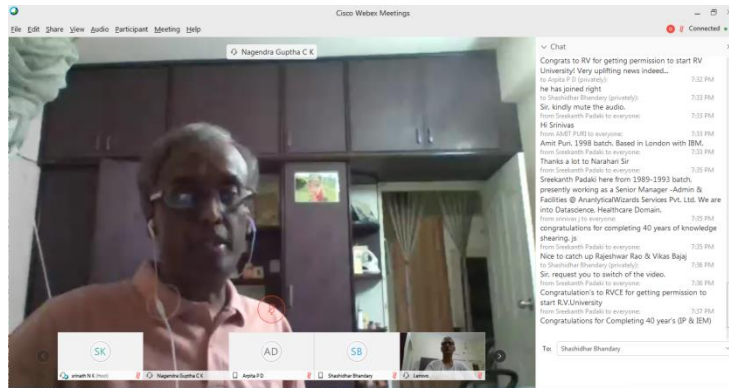 Cisco Webex Meetings
File Edit Share View Audio Participant Meeting Help
Connected
Nagendra Guptha C K
Chat
Congrats to RV for getting permission to start RV
University! Very uplifting news indeed...
to Arpita P D (privately): 7:32 PM
he has joined right
to Shashidhar Bhandary (privately): 7:33 PM
Sir, kindly mute the audio.
from Sreekanth Padaki to everyone: 7:33 PM
Hi Srinivas
from AMIT PURI to everyone: 7:33 PM
Amit Puri, 1998 batch. Based in London with IBM.
from Sreekanth Padaki to everyone: 7:33 PM
Thanks a lot to Narahari Sir
from Sreekanth Padaki to everyone: 7:35 PM
Sreekanth Padaki here from 1989-1993 batch,
presently working as a Senior Manager -Admin &
Facilities @ AnanlyticalWizards Services Pvt. Ltd. We are
into Datasdence, Healthcare Domain.
from srinivas j to everyone: 7:35 PM
congratulations for completing 40 years of knowledge
shearing. js
from Sreekanth Padaki to everyone: 7:35 PM
Nice to catch up Rajeshwar Rao & Vikas Bajaj
to Shashidhar Bhandary (privately): 7:36 PM
Sir, request you to switch of the video.
from Sreekanth Padaki to everyone: 7:36 PM
Congratulation's to RVCE for getting permission to
start R.V.University
from Sreekanth Padaki to everyone: 7:37 PM
Congratulations for Completing 40 year's (IP & IEM)
To: Shashidhar Bhandary
SK
AD
SB
srinath N K (Host)
Nagendra Guptha C K
Arpita P D
Shashidhar Bhandary
Lenovo